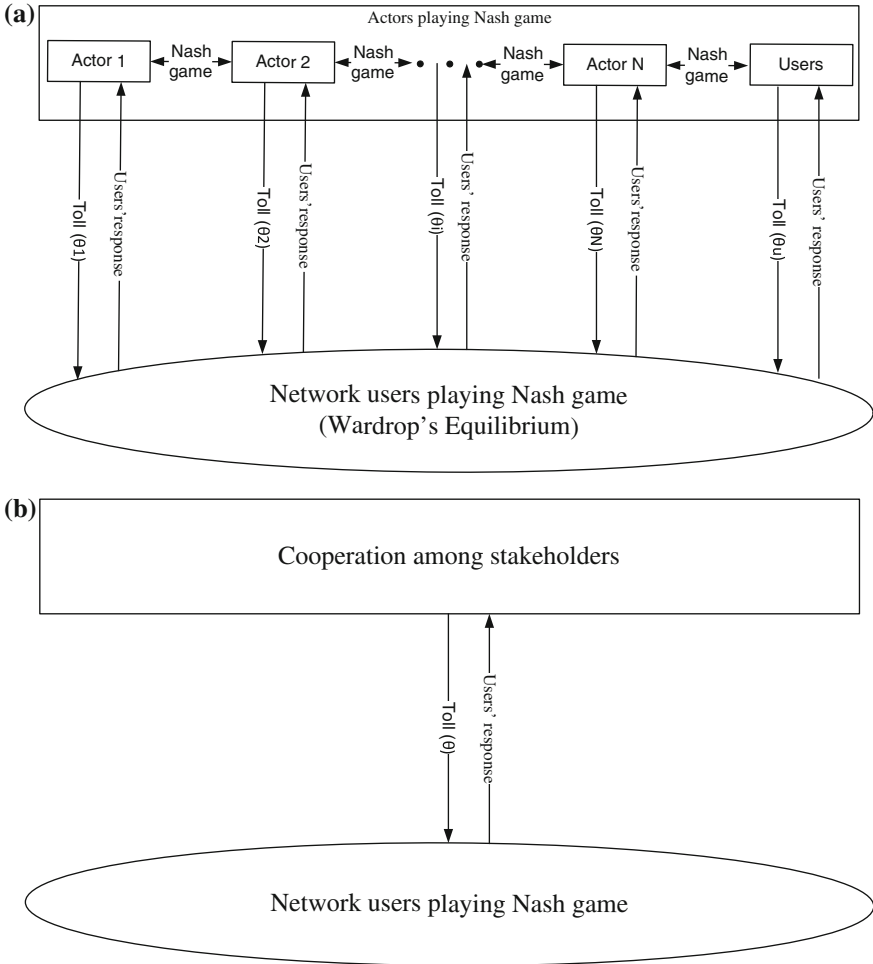 (a)
Actors playing Nash game
Actor 1
Nash
game
Actor 2
Nash
game
Nash
game
Actor N
Nash
game
Users
Toll (θ1)
Users'response
Toll (θ2)
Users'response
Toll (θi)
Users' response
Toll (θN)
Users'response
Toll (θu)
Users' response
Network users playing Nash game
(Wardrop's Equilibrium)
(b)
Cooperation among stakeholders
Toll (θ)
Users' response
Network users playing Nash game